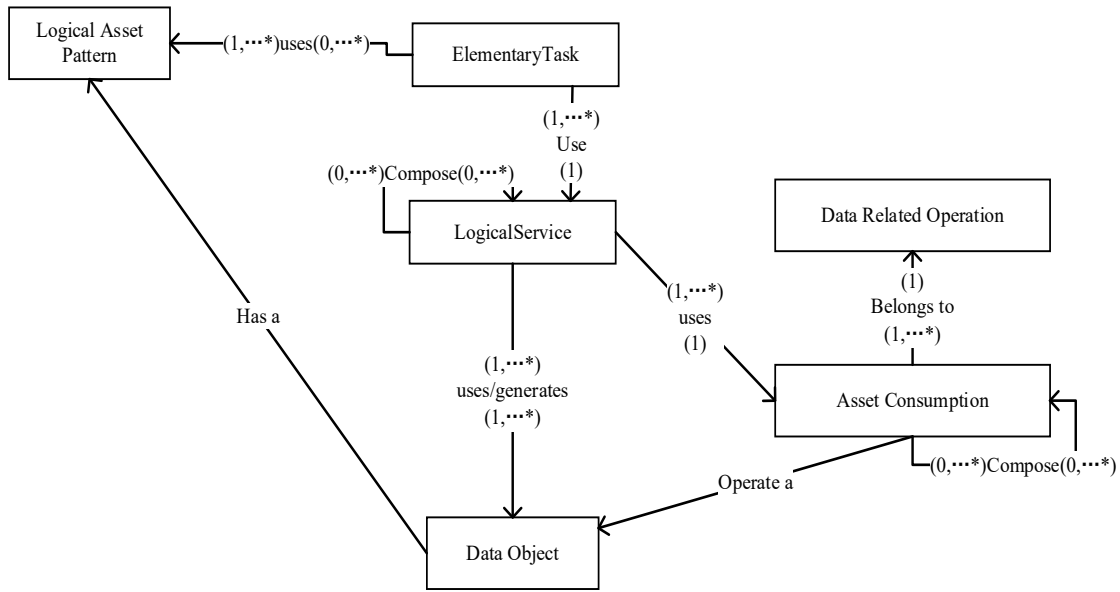 Logical Asset
Pattern
(1,···*)uses(0,···*)
ElementaryTask
(1,···*)
Use
(1)
(0,···*)Compose(0,···*)
LogicalService
Data Related Operation
(1)
Belongs to
(1,···*)
(1,···*)
uses
(1)
Has a
(1,···*)
uses/generates
(1,···*)
Asset Consumption
(0,···*)Compose(0,···*)
Operate a
Data Object